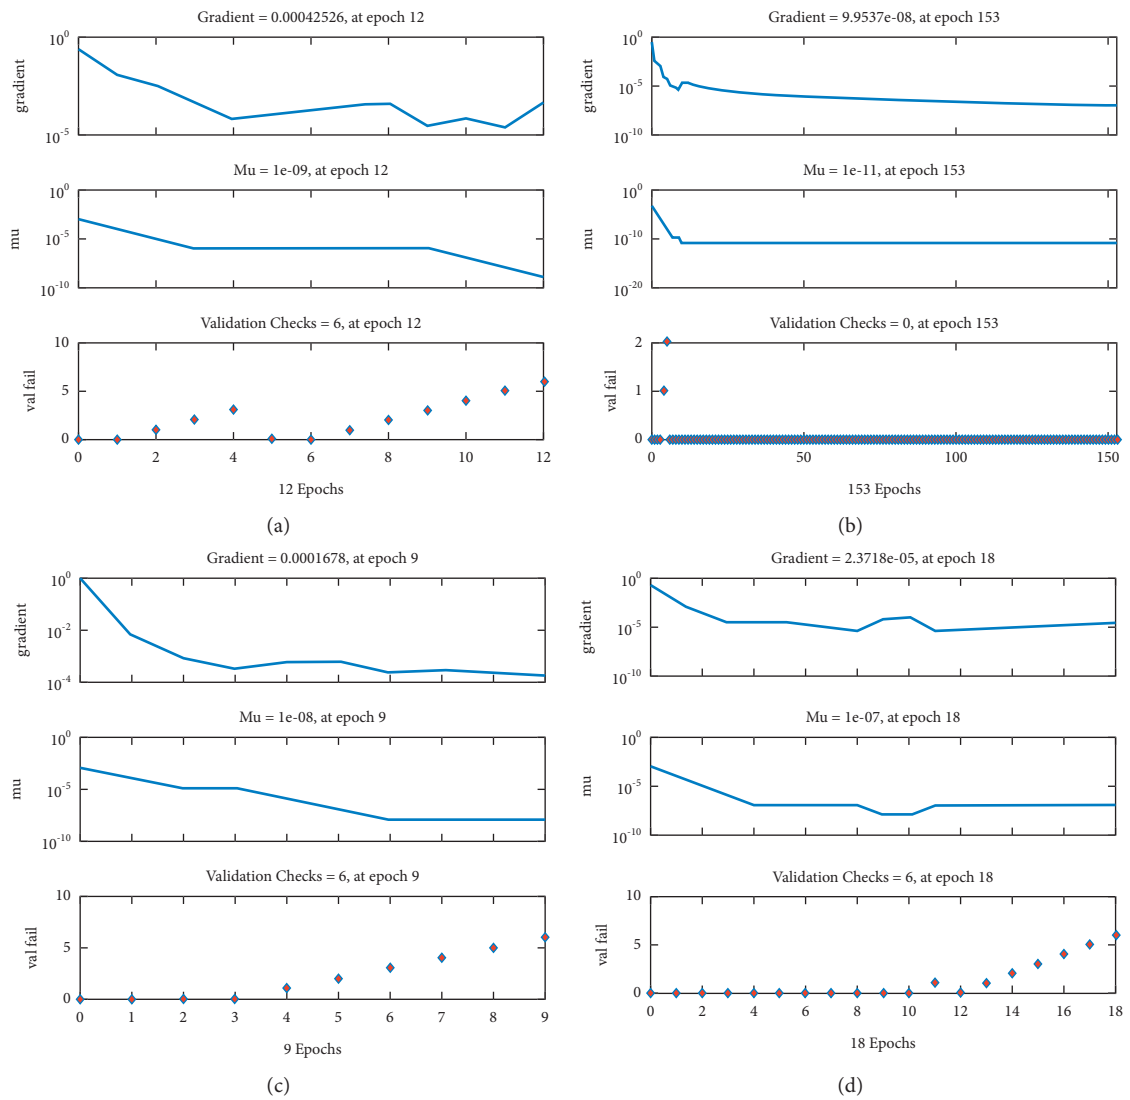 Gradient = 0.00042526, at epoch 12
10^0
10^-5
gradient
Mu = 1e-09, at epoch 12
10^0
10^-5
10^-10
mu
Validation Checks = 6, at epoch 12
10
5
0
val fail
0 2 4 6 8 10 12
12 Epochs
(a)
Gradient = 9.9537e-08, at epoch 153
10^0
10^-5
10^-10
gradient
Mu = 1e-11, at epoch 153
10^0
10^-10
10^-20
mu
Validation Checks = 0, at epoch 153
2
1
0
val fail
0 50 100 150
153 Epochs
(b)
Gradient = 0.0001678, at epoch 9
10^0
10^-2
10^-4
gradient
Mu = 1e-08, at epoch 9
10^0
10^-5
10^-10
mu
Validation Checks = 6, at epoch 9
10
5
0
val fail
0 1 2 3 4 5 6 7 8 9
9 Epochs
(c)
Gradient = 2.3718e-05, at epoch 18
10^0
10^-5
10^-10
gradient
Mu = 1e-07, at epoch 18
10^0
10^-5
10^-10
mu
Validation Checks = 6, at epoch 18
10
5
0
val fail
0 2 4 6 8 10 12 14 16 18
18 Epochs
(d)